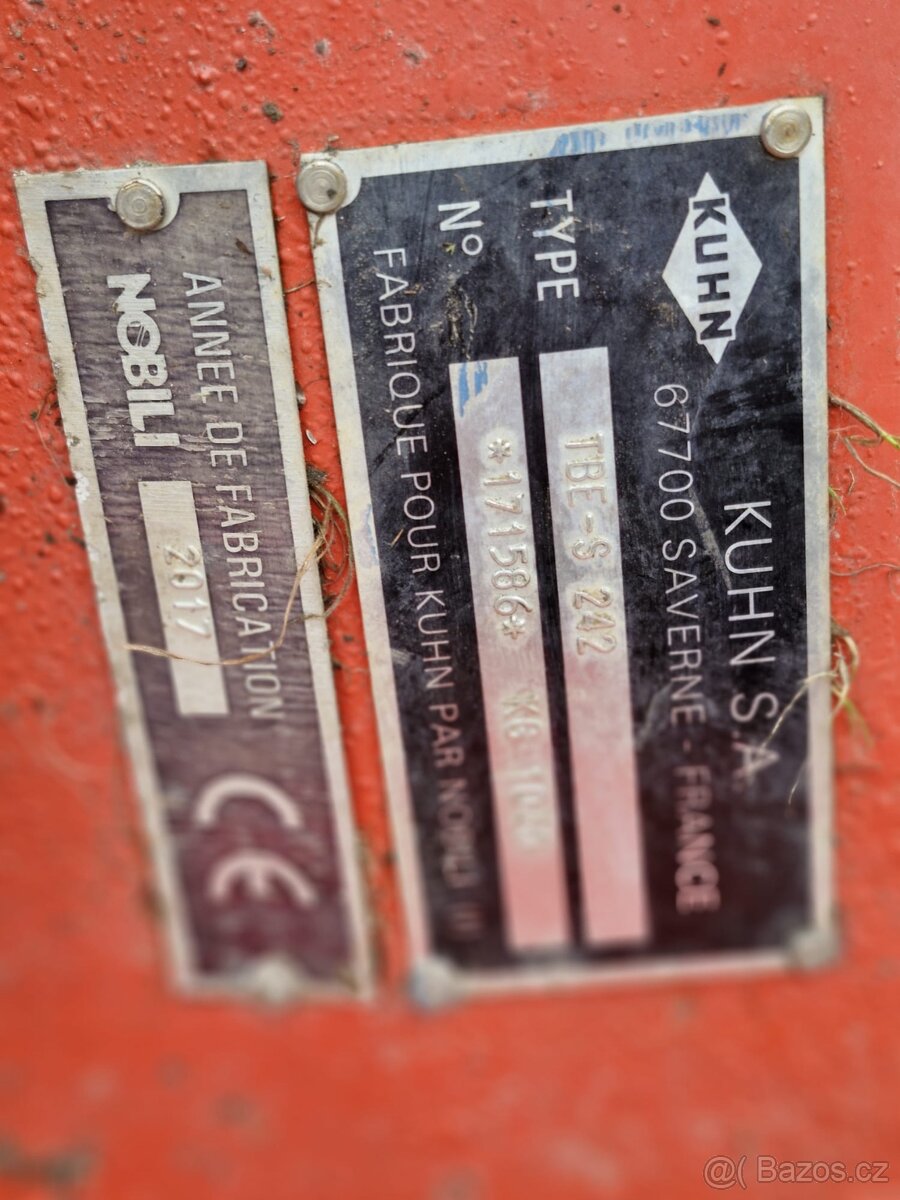 KUHN
KUHN S.A.
67700 SAVERNE - FRANCE
TYPE TBE-S 242
N° *171586* KG
FABRIQUE POUR KUHN PAR NOBILI
ANNEE DE FABRICATION
NOBILI 2017
CE
@( Bazos.cz